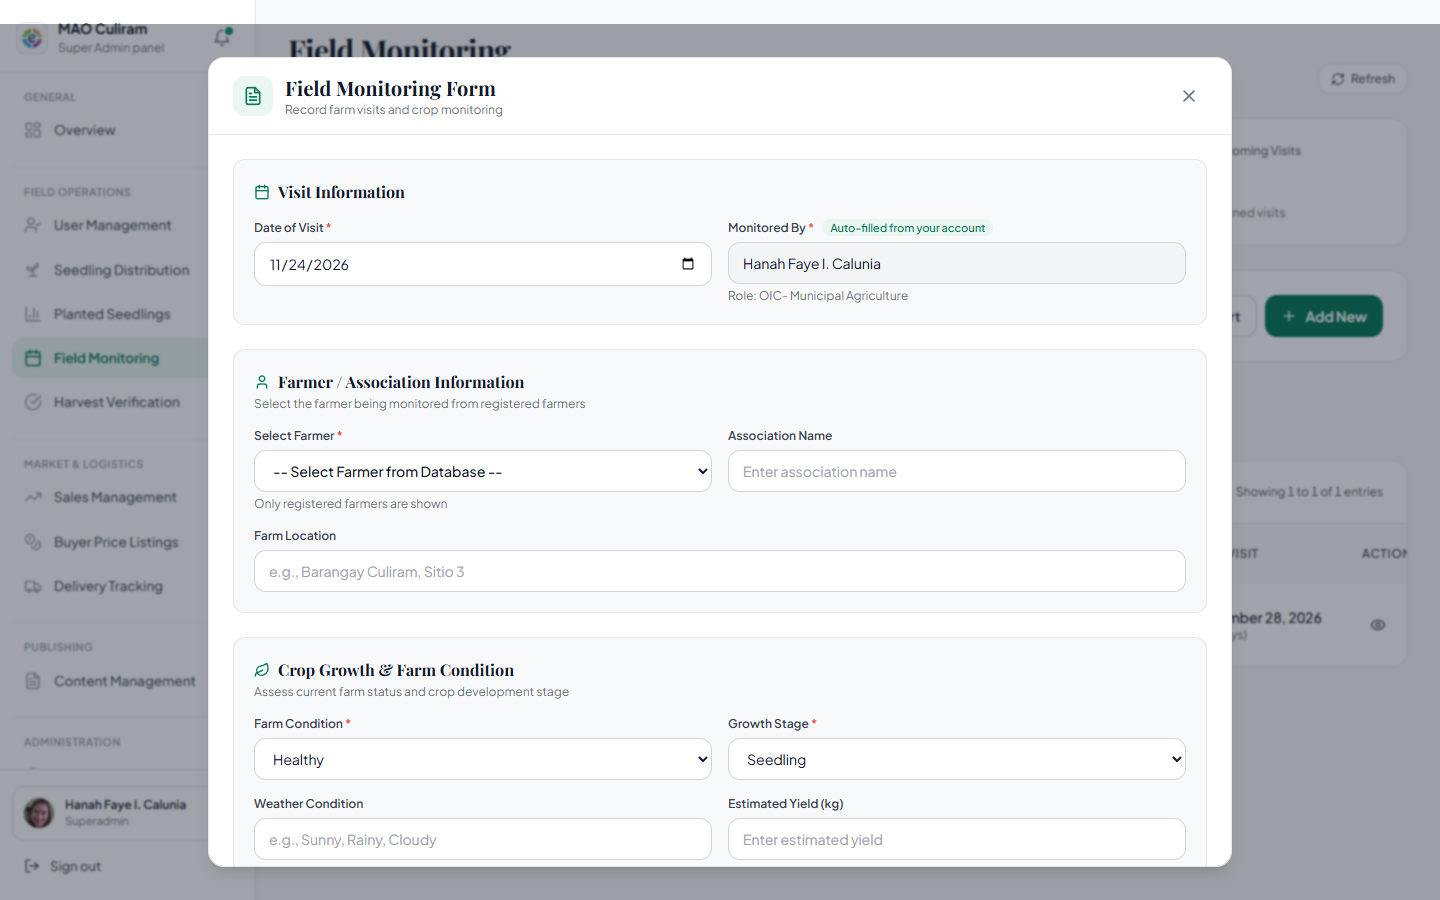 MAO Culiram
Super Admin panel
GENERAL
Overview
FIELD OPERATIONS
User Management
Seedling Distribution
Planted Seedlings
Field Monitoring
Harvest Verification
MARKET & LOGISTICS
Sales Management
Buyer Price Listings
Delivery Tracking
PUBLISHING
Content Management
ADMINISTRATION
Hanah Faye I. Calunia
Superadmin
Sign out
Field Monitoring
Refresh
oming Visits
ned visits
rt
Add New
Showing 1 to 1 of 1 entries
VISIT
ACTION
mber 28, 2026
ys)
Field Monitoring Form
Record farm visits and crop monitoring
Visit Information
Date of Visit *
11/24/2026
Monitored By * Auto-filled from your account
Hanah Faye I. Calunia
Role: OIC- Municipal Agriculture
Farmer / Association Information
Select the farmer being monitored from registered farmers
Select Farmer *
-- Select Farmer from Database --
Only registered farmers are shown
Association Name
Enter association name
Farm Location
e.g., Barangay Culiram, Sitio 3
Crop Growth & Farm Condition
Assess current farm status and crop development stage
Farm Condition *
Healthy
Growth Stage *
Seedling
Weather Condition
e.g., Sunny, Rainy, Cloudy
Estimated Yield (kg)
Enter estimated yield